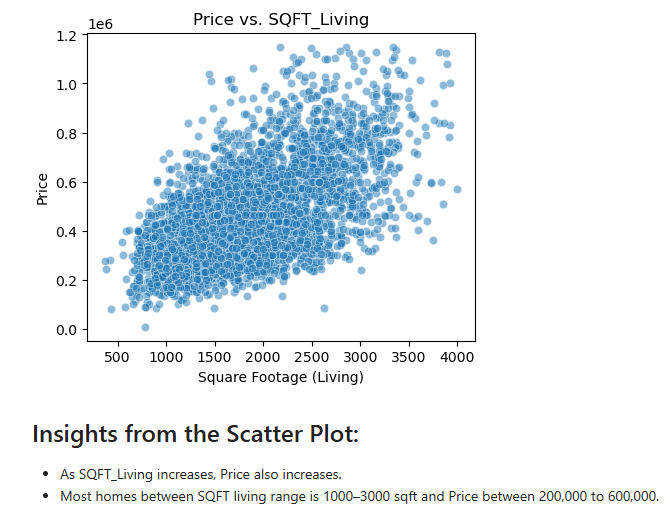 Price vs. SQFT_Living
1e6
1.2
1.0
0.8
0.6
0.4
0.2
0.0
Price
500 1000 1500 2000 2500 3000 3500 4000
Square Footage (Living)
Insights from the Scatter Plot:
• As SQFT_Living increases, Price also increases.
• Most homes between SQFT living range is 1000–3000 sqft and Price between 200,000 to 600,000.